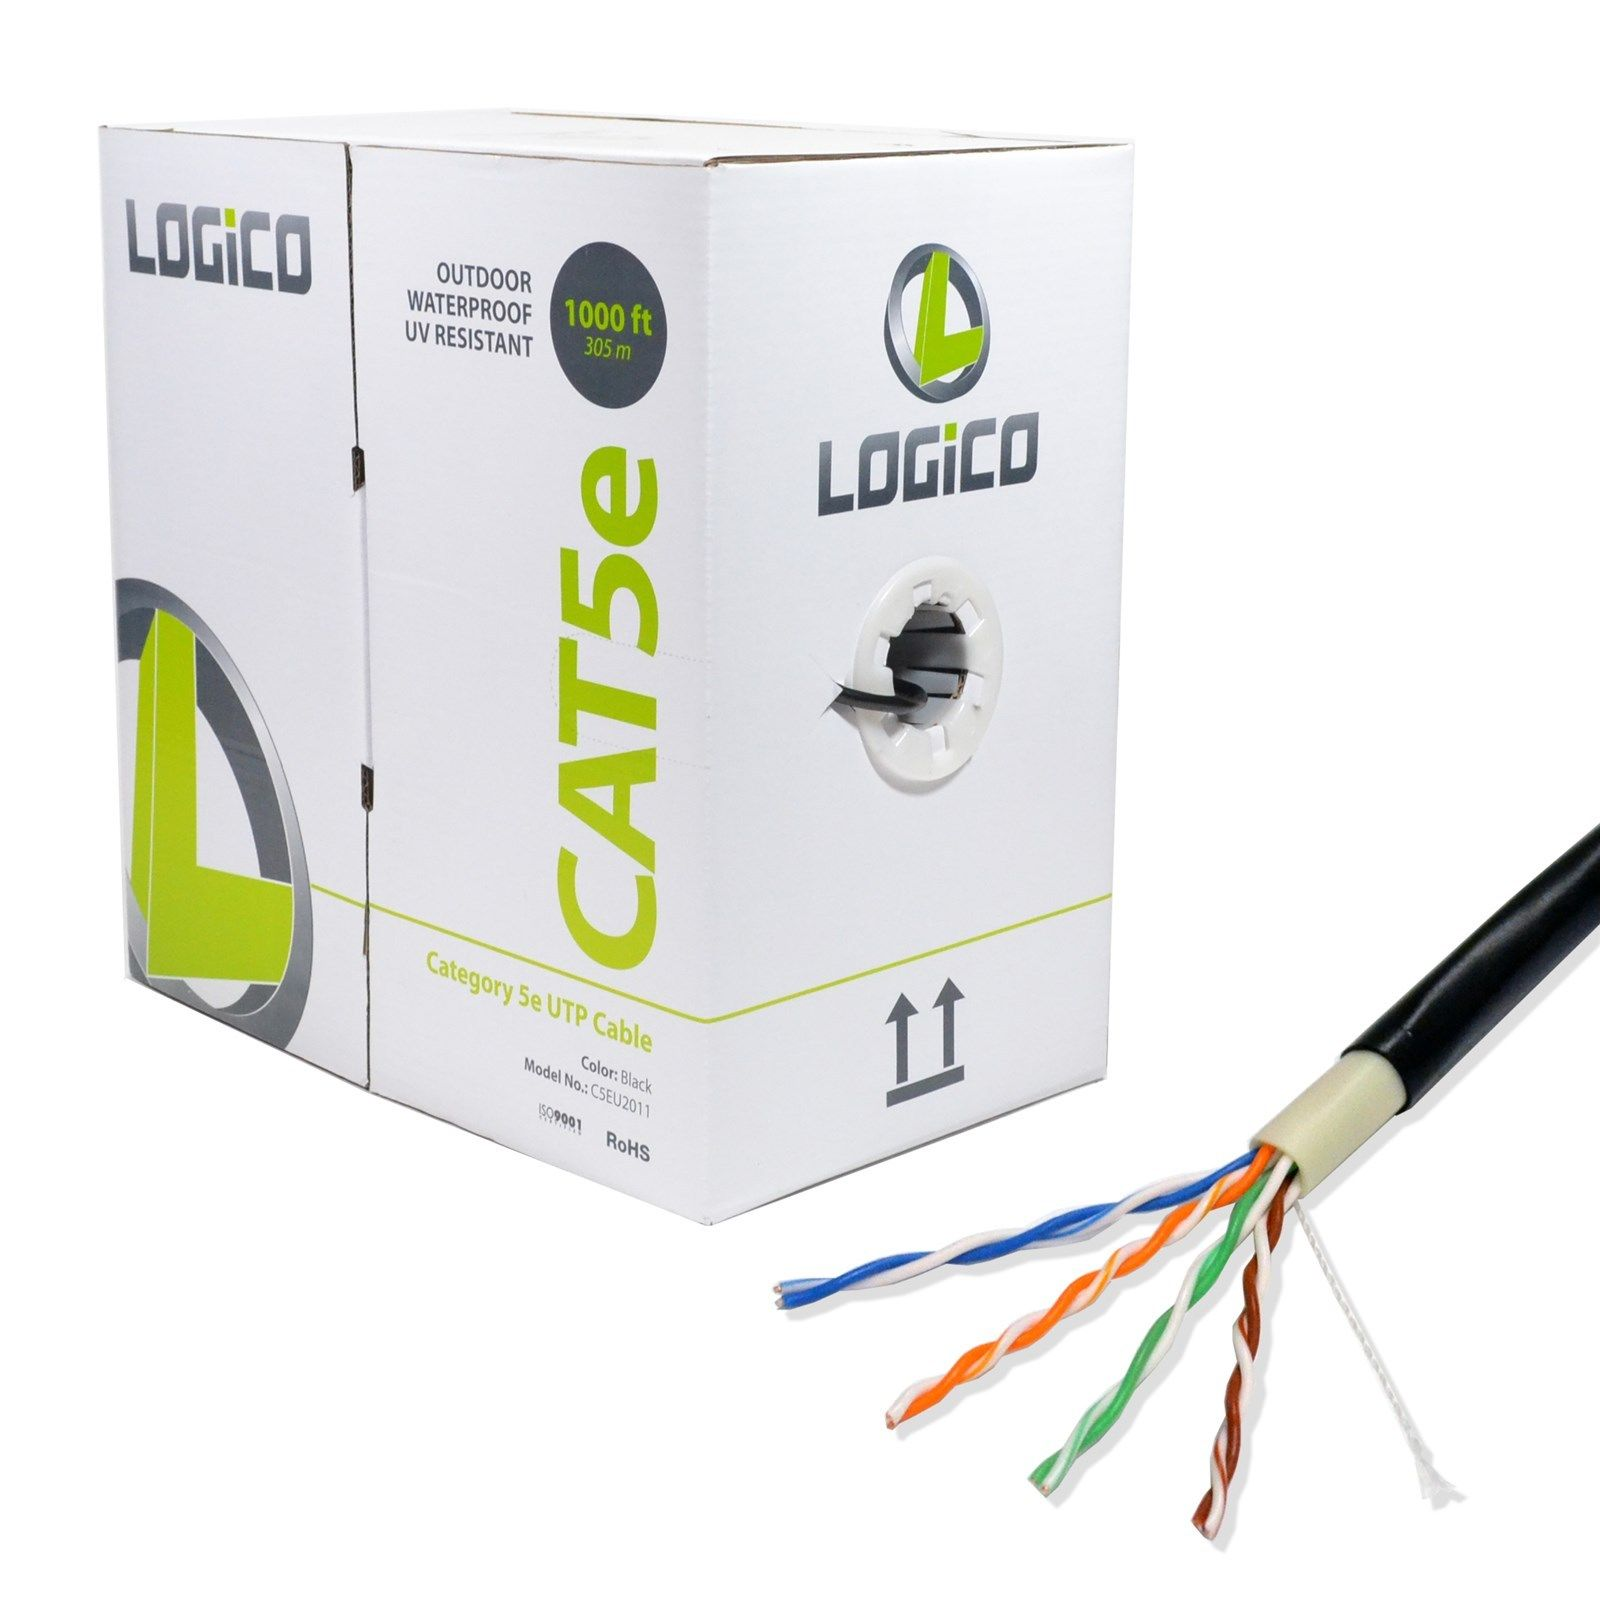 LOGiCO
OUTDOOR
WATERPROOF
UV RESISTANT
1000 ft
305 m
CAT5e
Category 5e UTP Cable
Color: Black
Model No.: C5EU2011
ISO9001
RoHS
LOGiCO